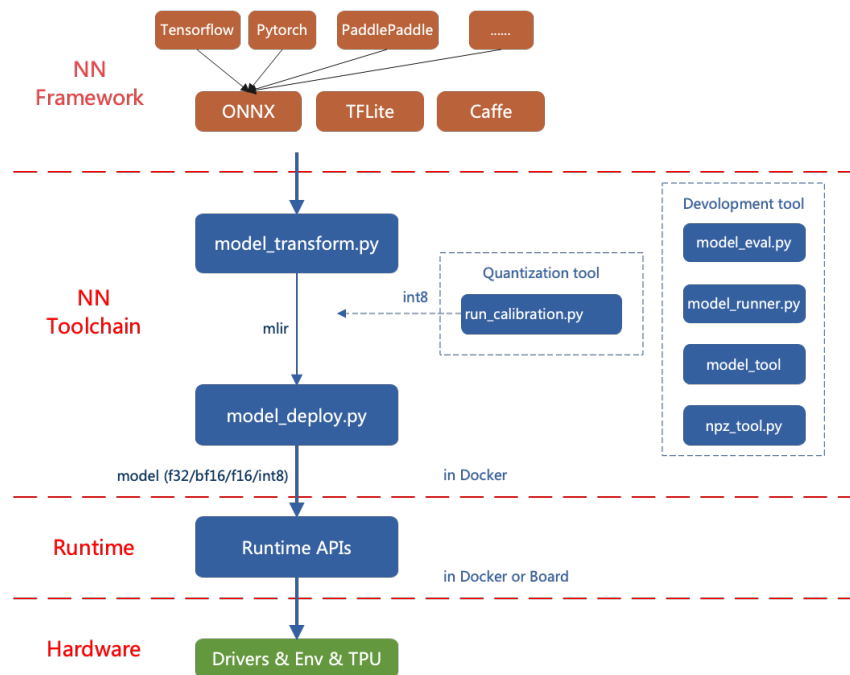 Tensorflow
Pytorch
PaddlePaddle
......
NN
Framework
ONNX
TFLite
Caffe
Devolopment tool
model_transform.py
model_eval.py
Quantization tool
NN
Toolchain
int8
run_calibration.py
model_runner.py
mlir
model_tool
model_deploy.py
npz_tool.py
model (f32/bf16/f16/int8)
in Docker
Runtime
Runtime APIs
in Docker or Board
Hardware
Drivers & Env & TPU